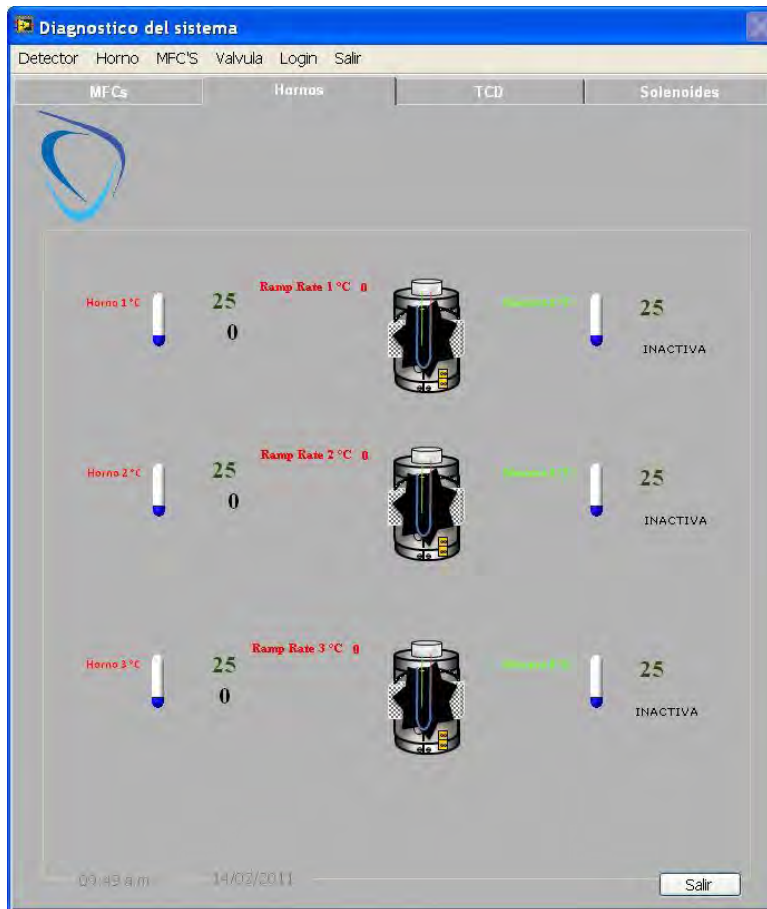 Diagnostico del sistema
Detector Horno MFC'S Valvula Login Salir
MFCs Hornos TCD Solenoides
Horno 1 °C 25 Ramp Rate 1 °C 0 25
0 INACTIVA
Horno 2 °C 25 Ramp Rate 2 °C 0 25
0 INACTIVA
Horno 3 °C 25 Ramp Rate 3 °C 0 25
0 INACTIVA
09:49 a.m. 14/02/2011 Salir